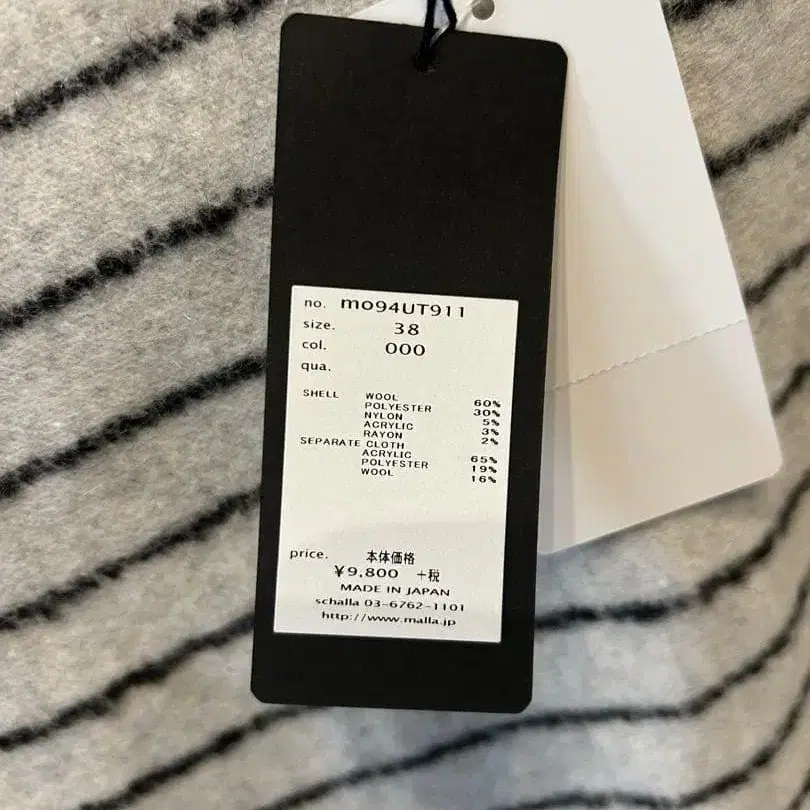 no. mo94UT911
size. 38
col. 000
qua.
SHELL WOOL 60%
POLYESTER 30%
NYLON 5%
ACRYLIC 3%
RAYON 2%
SEPARATE CLOTH
ACRYLIC 65%
POLYESTER 19%
WOOL 16%
price. 本体価格
¥9,800 +税
MADE IN JAPAN
schalla 03-6762-1101
http://www.malla.jp